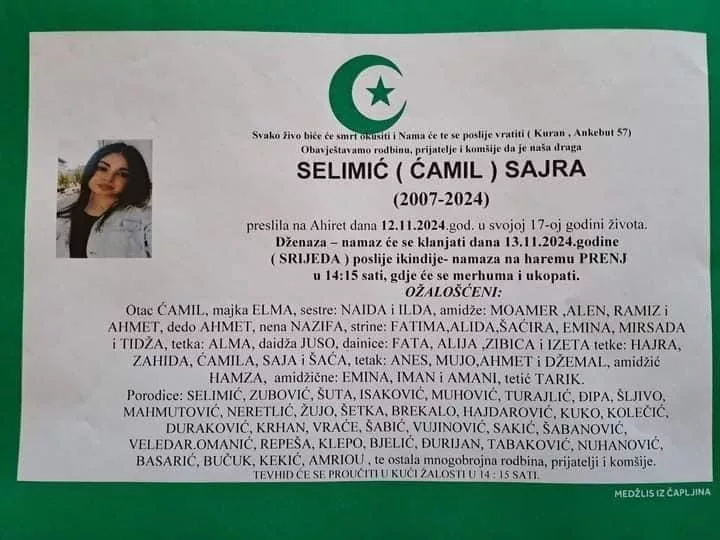 Svako živo biće će smrt okusiti i Nama će te se poslije vratiti ( Kuran , Ankebut 57)
Obavještavamo rodbinu, prijatelje i komšije da je naša draga
SELIMIĆ ( ĆAMIL ) SAJRA
(2007-2024)
preslila na Ahiret dana 12.11.2024.god. u svojoj 17-oj godini života.
Dženaza – namaz će se klanjati dana 13.11.2024.godine
( SRIJEDA ) poslije ikindije- namaza na haremu PRENJ
u 14:15 sati, gdje će se merhuma i ukopati.
OŽALOŠĆENI:
Otac ĆAMIL, majka ELMA, sestre: NAIDA i ILDA, amidže: MOAMER ,ALEN, RAMIZ i
AHMET, dedo AHMET, nena NAZIFA, strine: FATIMA,ALIDA,ŠAĆIRA, EMINA, MIRSADA
i TIDŽA, tetka: ALMA, daidža JUSO, dainice: FATA, ALIJA ,ZIBICA i IZETA tetke: HAJRA,
ZAHIDA, ĆAMILA, SAJA i ŠAĆA, tetak: ANES, MUJO,AHMET i DŽEMAL, amidžić
HAMZA, amidžične: EMINA, IMAN i AMANI, tetić TARIK.
Porodice: SELIMIĆ, ZUBOVIĆ, ŠUTA, ISAKOVIĆ, MUHOVIĆ, TURAJLIĆ, ĐIPA, ŠLJIVO,
MAHMUTOVIĆ, NERETLIĆ, ŽUJO, ŠETKA, BREKALO, HAJDAROVIĆ, KUKO, KOLEČIĆ,
DURAKOVIĆ, KRHAN, VRAĆE, ŠABIĆ, VUJINOVIĆ, SAKIĆ, ŠABANOVIĆ,
VELEDAR.OMANIĆ, REPEŠA, KLEPO, BJELIĆ, ĐURIJAN, TABAKOVIĆ, NUHANOVIĆ,
BASARIĆ, BUČUK, KEKIĆ, AMRIOU , te ostala mnogobrojna rodbina, prijatelji i komšije.
TEVHID ĆE SE PROUČITI U KUĆI ŽALOSTI U 14 : 15 SATI.
MEDŽLIS IZ ČAPLJINA